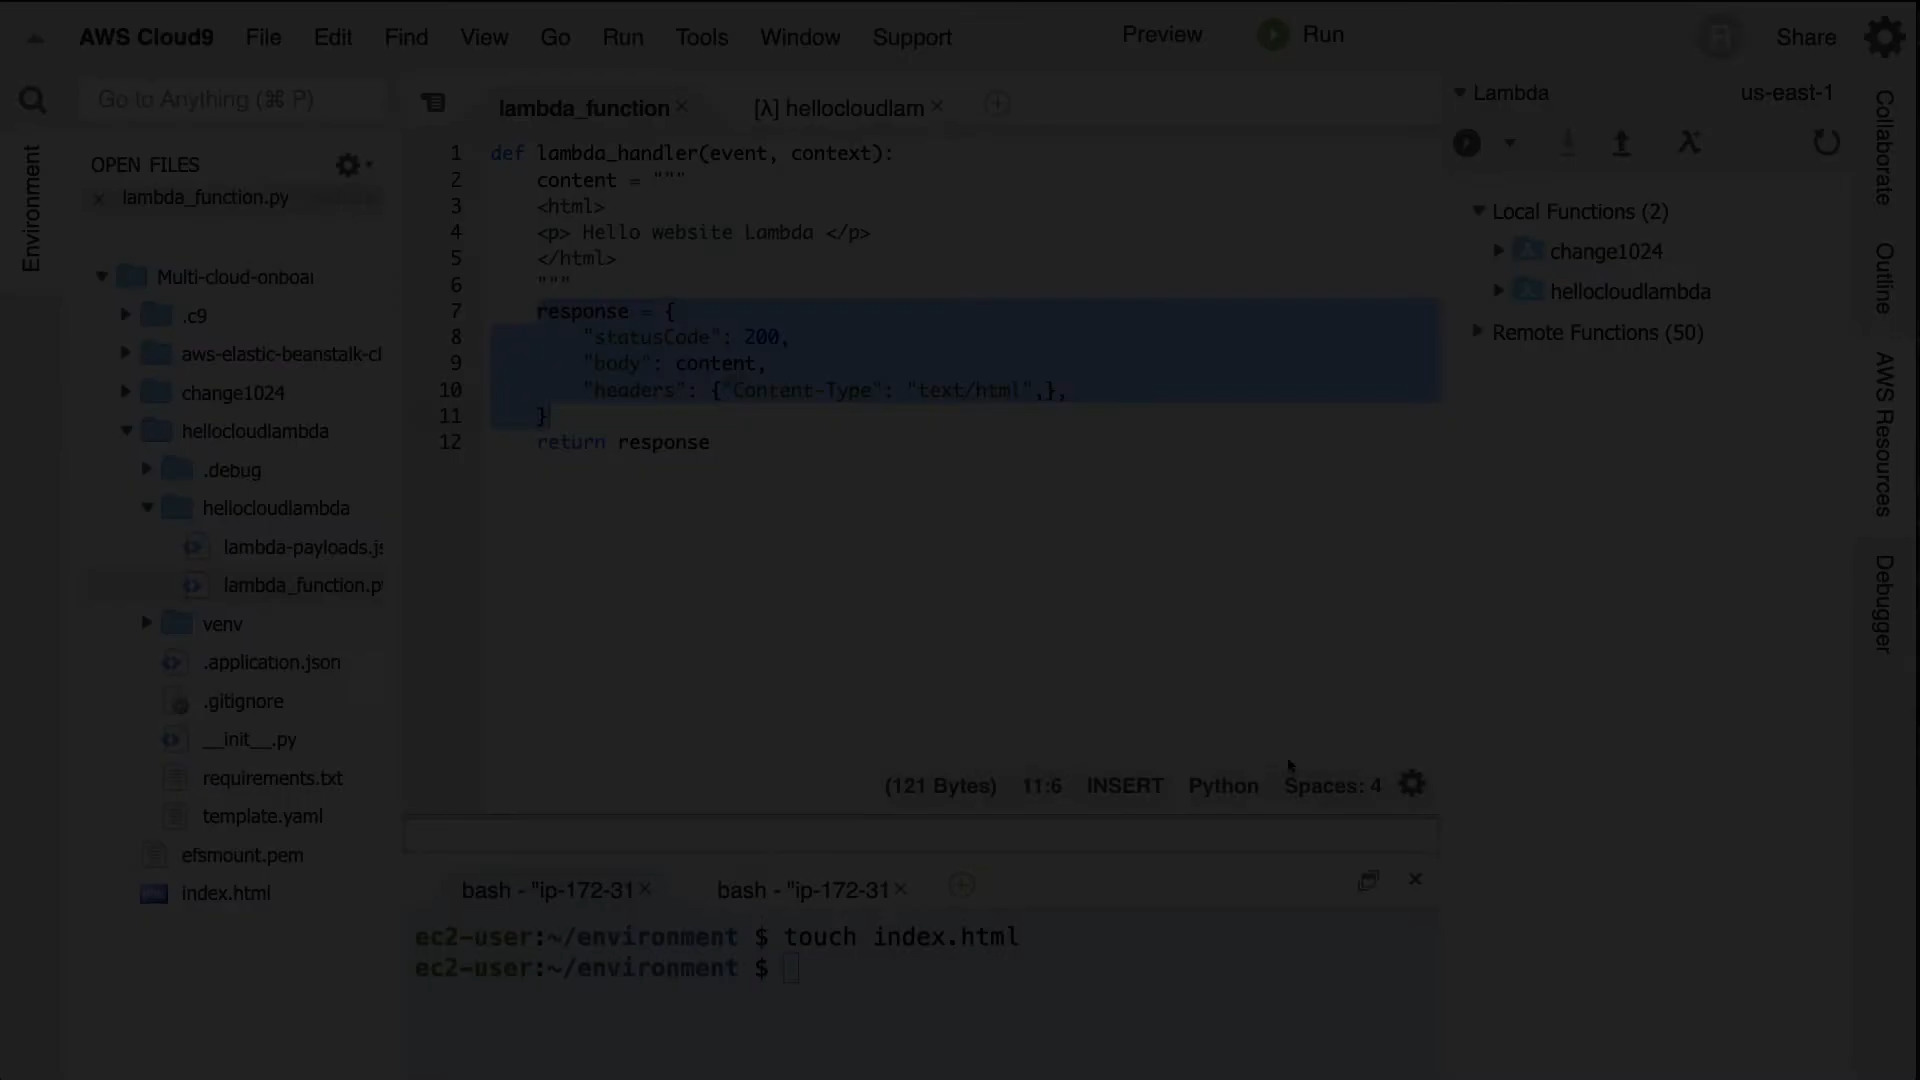 AWS Cloud9 File Edit Find View Go Run Tools Window Support Preview Run R Share
Go to Anything (⌘ P)
Environment
OPEN FILES
lambda_function.py
Multi-cloud-onboar
.c9
aws-elastic-beanstalk-cl
change1024
hellocloudlambda
.debug
hellocloudlambda
lambda-payloads.js
lambda_function.py
venv
.application.json
.gitignore
__init__.py
requirements.txt
template.yaml
efsmount.pem
index.html
lambda_function [λ] hellocloudlam
1 def lambda_handler(event, context):
2 content = """
3 <html>
4 <p> Hello website Lambda </p>
5 </html>
6 """
7 response = {
8 "statusCode": 200,
9 "body": content,
10 "headers": {"Content-Type": "text/html",},
11 }
12 return response
(121 Bytes) 11:6 INSERT Python Spaces: 4
bash - "ip-172-31 bash - "ip-172-31
ec2-user:~/environment $ touch index.html
ec2-user:~/environment $
Lambda us-east-1
Local Functions (2)
change1024
hellocloudlambda
Remote Functions (50)
Collaborate
Outline
AWS Resources
Debugger